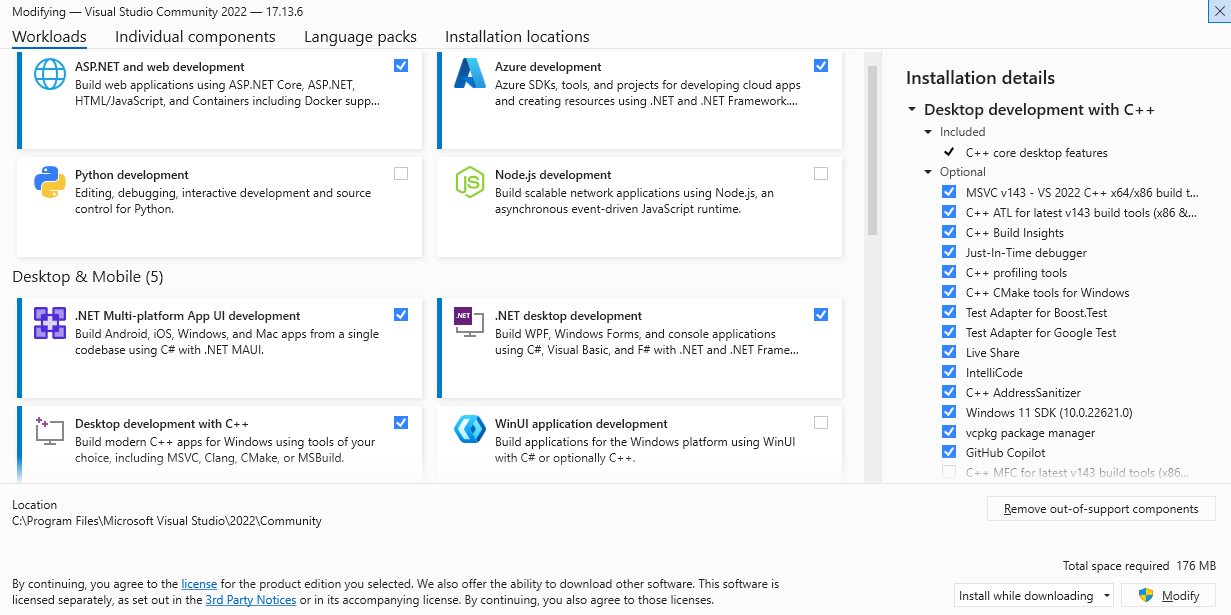 Modifying — Visual Studio Community 2022 — 17.13.6
Workloads Individual components Language packs Installation locations
ASP.NET and web development
Build web applications using ASP.NET Core, ASP.NET,
HTML/JavaScript, and Containers including Docker supp...
Azure development
Azure SDKs, tools, and projects for developing cloud apps
and creating resources using .NET and .NET Framework....
Python development
Editing, debugging, interactive development and source
control for Python.
JS
Node.js development
Build scalable network applications using Node.js, an
asynchronous event-driven JavaScript runtime.
Desktop & Mobile (5)
.NET Multi-platform App UI development
Build Android, iOS, Windows, and Mac apps from a single
codebase using C# with .NET MAUI.
.NET
.NET desktop development
Build WPF, Windows Forms, and console applications
using C#, Visual Basic, and F# with .NET and .NET Frame...
Desktop development with C++
Build modern C++ apps for Windows using tools of your
choice, including MSVC, Clang, CMake, or MSBuild.
WinUI application development
Build applications for the Windows platform using WinUI
with C# or optionally C++.
Installation details
Desktop development with C++
Included
C++ core desktop features
Optional
MSVC v143 - VS 2022 C++ x64/x86 build t...
C++ ATL for latest v143 build tools (x86 &...
C++ Build Insights
Just-In-Time debugger
C++ profiling tools
C++ CMake tools for Windows
Test Adapter for Boost.Test
Test Adapter for Google Test
Live Share
IntelliCode
C++ AddressSanitizer
Windows 11 SDK (10.0.22621.0)
vcpkg package manager
GitHub Copilot
C++ MFC for latest v143 build tools (x86...
Location
C:\Program Files\Microsoft Visual Studio\2022\Community
Remove out-of-support components
Total space required 176 MB
By continuing, you agree to the license for the product edition you selected. We also offer the ability to download other software. This software is
licensed separately, as set out in the 3rd Party Notices or in its accompanying license. By continuing, you also agree to those licenses.
Install while downloading
Modify